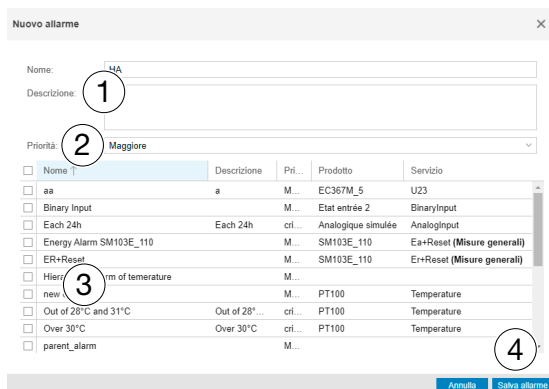 Nuovo allarme
Nome: HA
Descrizione: 1
Priorità: 2 Maggiore
Nome ↑ Descrizione Pri... Prodotto Servizio
aa a M... EC367M_5 U23
Binary Input M... Etat entrée 2 BinaryInput
Each 24h Each 24h cri... Analogique simulée AnalogInput
Energy Alarm SM103E_110 M... SM103E_110 Ea+Reset (Misure generali)
ER+Reset M... SM103E_110 Er+Reset (Misure generali)
rm of temerature M...
new 3 M... PT100 Temperature
Out of 28°C and 31°C Out of 28°... cri... PT100 Temperature
Over 30°C Over 30°C cri... PT100 Temperature
parent_alarm M...
4
Annulla Salva allarme